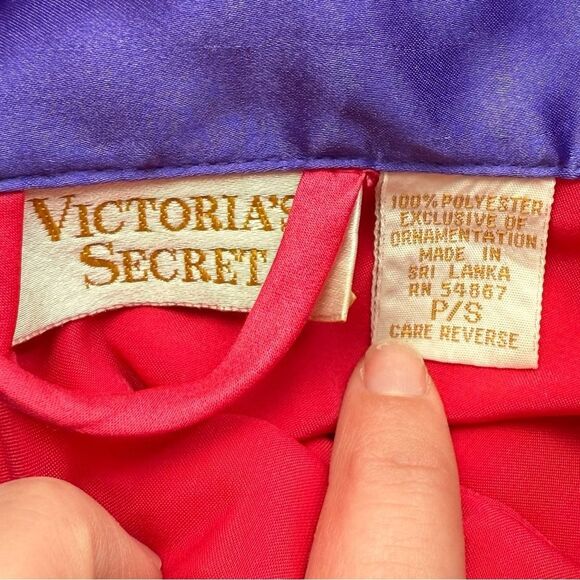 VICTORIA'S
SECRET
100% POLYESTER
EXCLUSIVE OF
ORNAMENTATION
MADE IN
SRI LANKA
RN 54867
P/S
CARE REVERSE